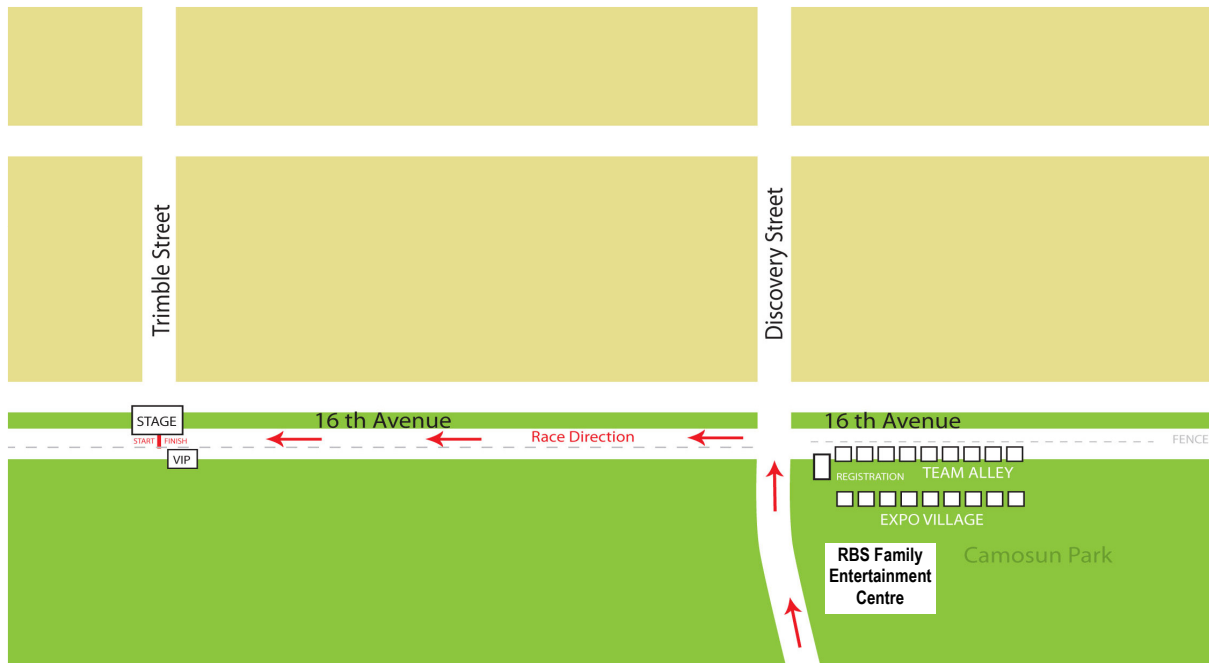 Trimble Street
Discovery Street
STAGE
16 th Avenue
16 th Avenue
START
FINISH
Race Direction
FENCE
VIP
REGISTRATION
TEAM ALLEY
EXPO VILLAGE
RBS Family
Entertainment
Centre
Camosun Park